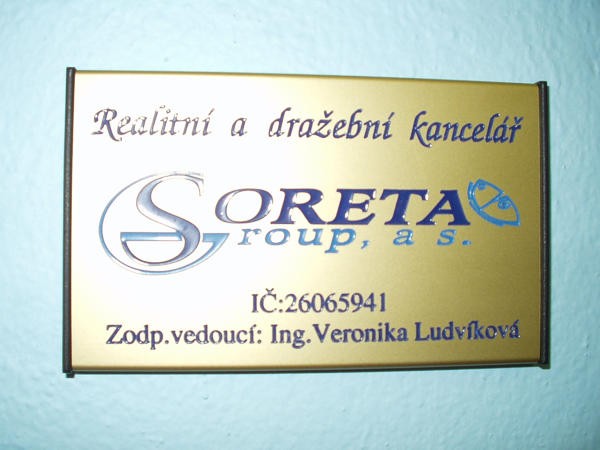 Realitní a dražební kancelář
SORETA
Group, a s.
IČ:26065941
Zodp.vedoucí: Ing.Veronika Ludvíková